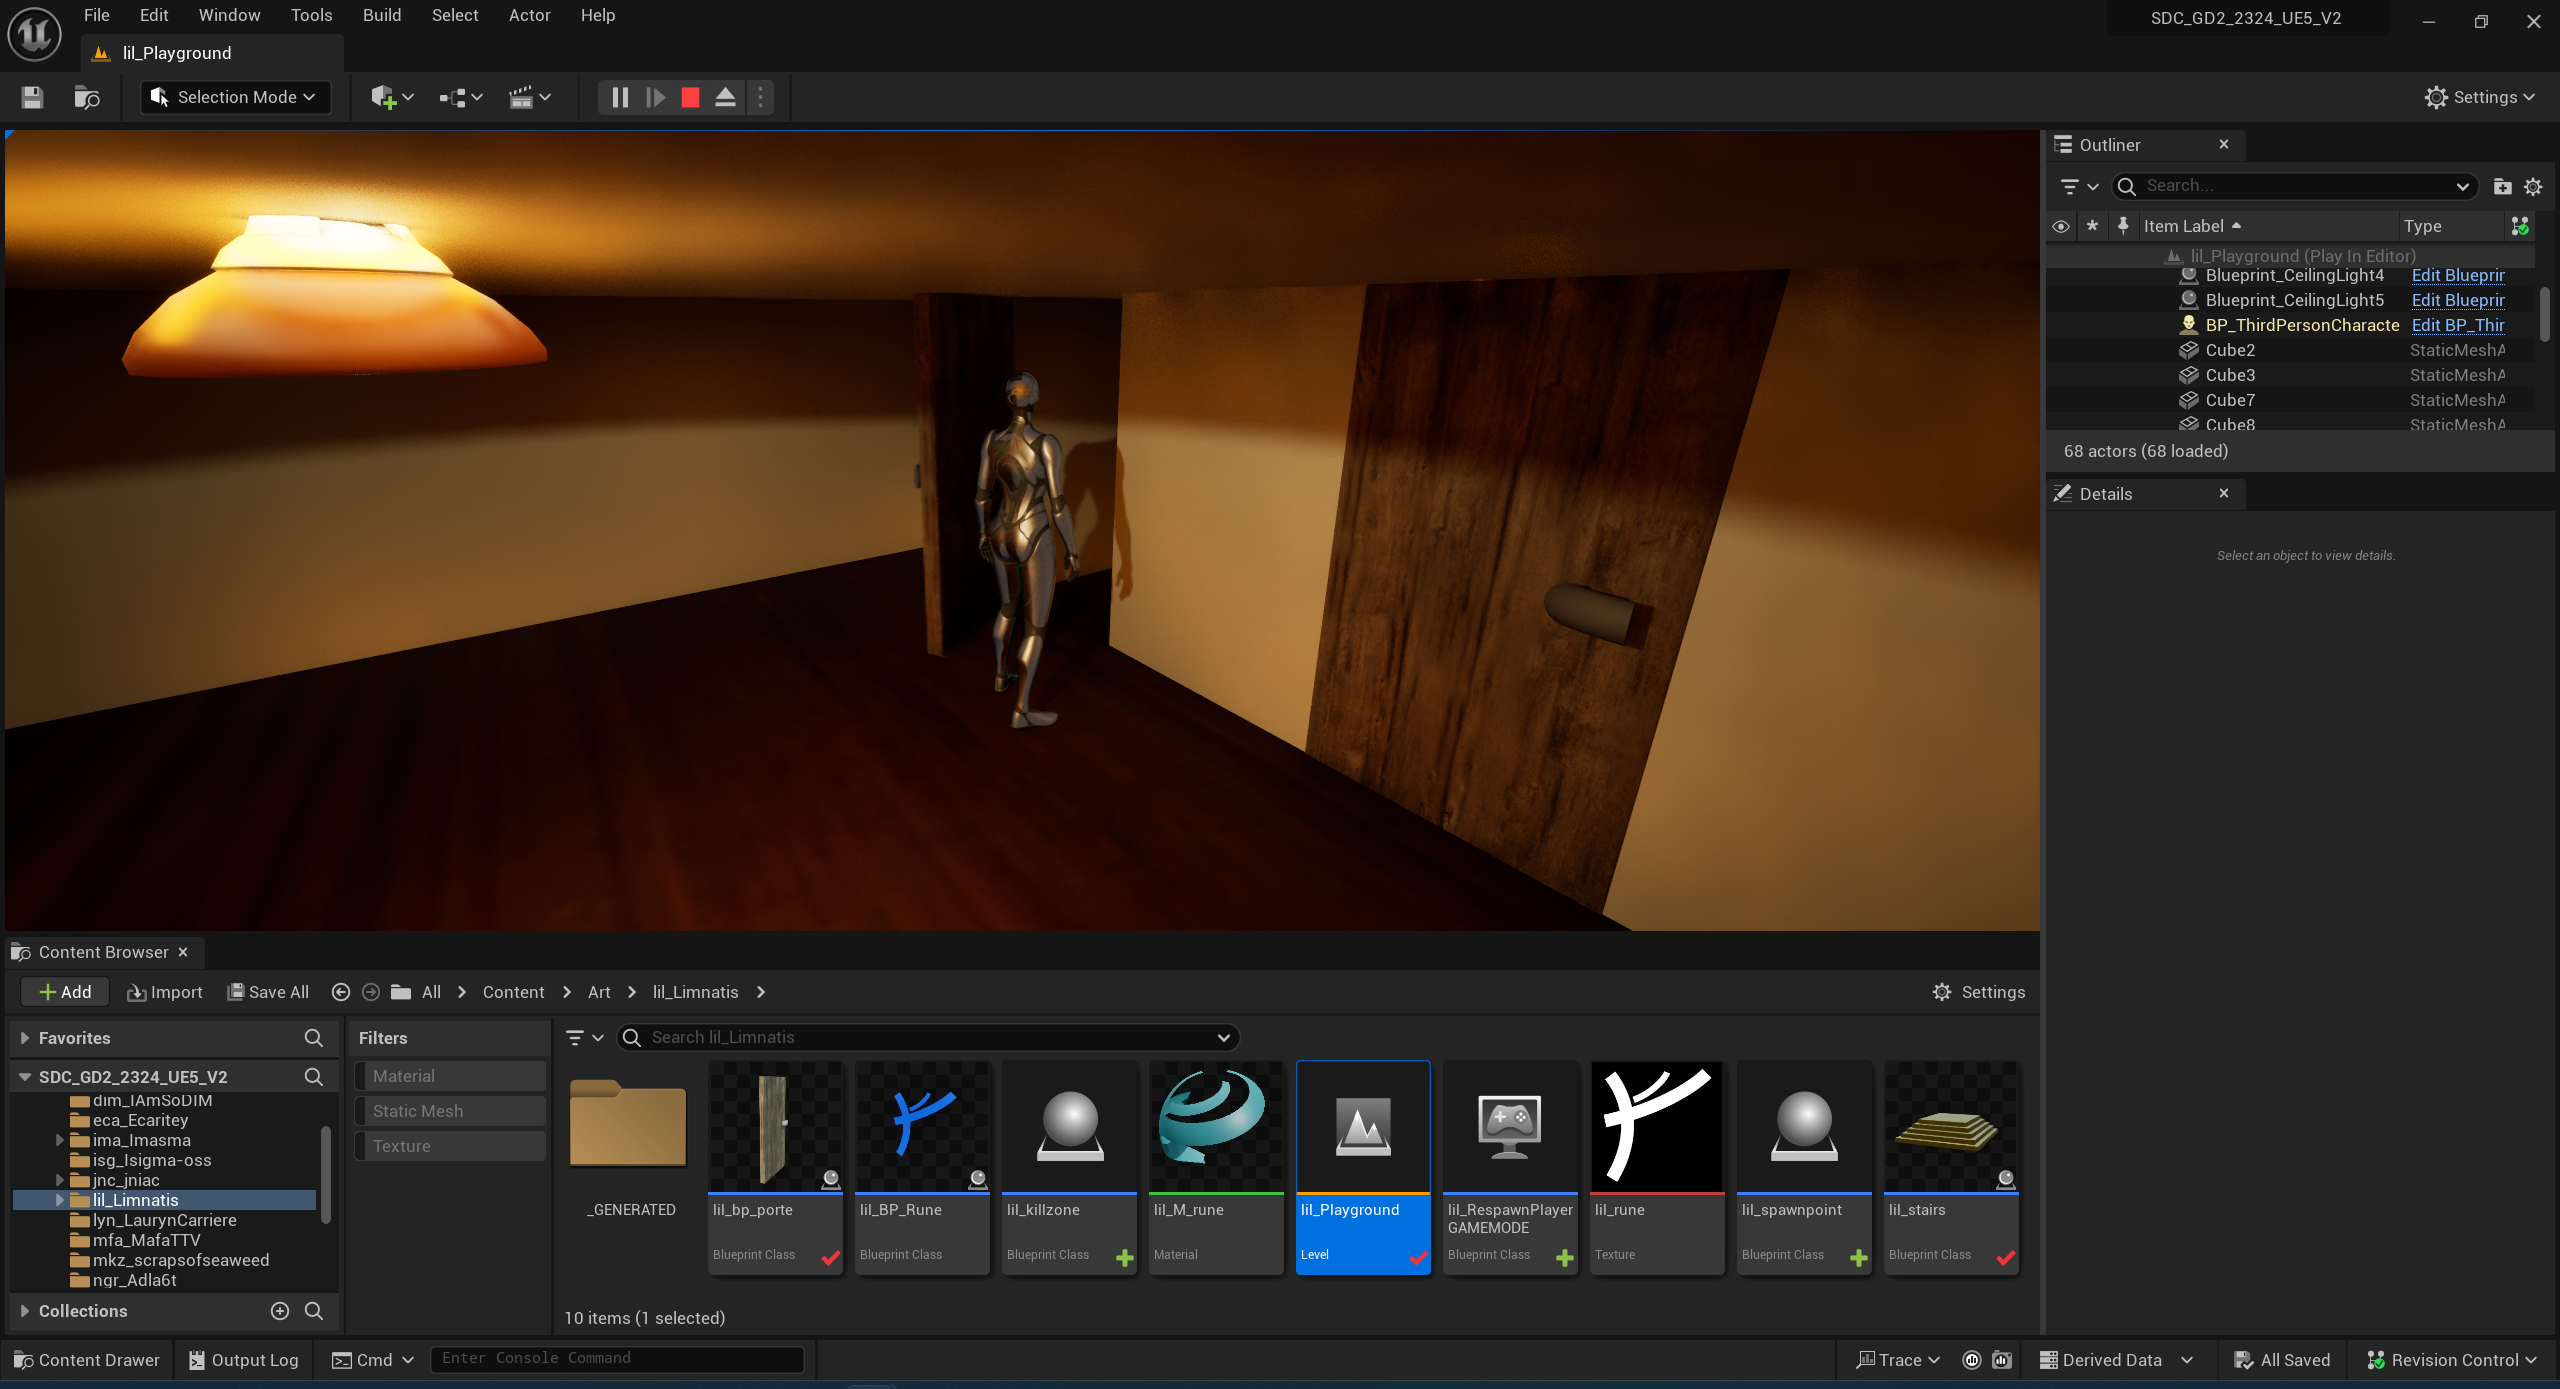 File Edit Window Tools Build Select Actor Help
SDC_GD2_2324_UE5_V2
lil_Playground
Selection Mode
Settings
Outliner
Search...
Item Label Type
lil_Playground (Play In Editor)
Blueprint_CeilingLight4 Edit Blueprin
Blueprint_CeilingLight5 Edit Blueprin
BP_ThirdPersonCharacte Edit BP_Thir
Cube2 StaticMeshA
Cube3 StaticMeshA
Cube7 StaticMeshA
Cube8 StaticMeshA
68 actors (68 loaded)
Details
Select an object to view details.
Content Browser
Add Import Save All All Content Art lil_Limnatis Settings
Favorites
SDC_GD2_2324_UE5_V2
dim_IAmSoDIM
eca_Ecaritey
ima_Imasma
isg_Isigma-oss
jnc_jniac
lil_Limnatis
lyn_LaurynCarriere
mfa_MafaTTV
mkz_scrapsofseaweed
ngr_Adla6t
Collections
Filters
Material
Static Mesh
Texture
Search lil_Limnatis
_GENERATED
lil_bp_porte
Blueprint Class
lil_BP_Rune
Blueprint Class
lil_killzone
Blueprint Class
lil_M_rune
Material
lil_Playground
Level
lil_RespawnPlayer
GAMEMODE
Blueprint Class
lil_rune
Texture
lil_spawnpoint
Blueprint Class
lil_stairs
Blueprint Class
10 items (1 selected)
Content Drawer Output Log Cmd Enter Console Command Trace Derived Data All Saved Revision Control